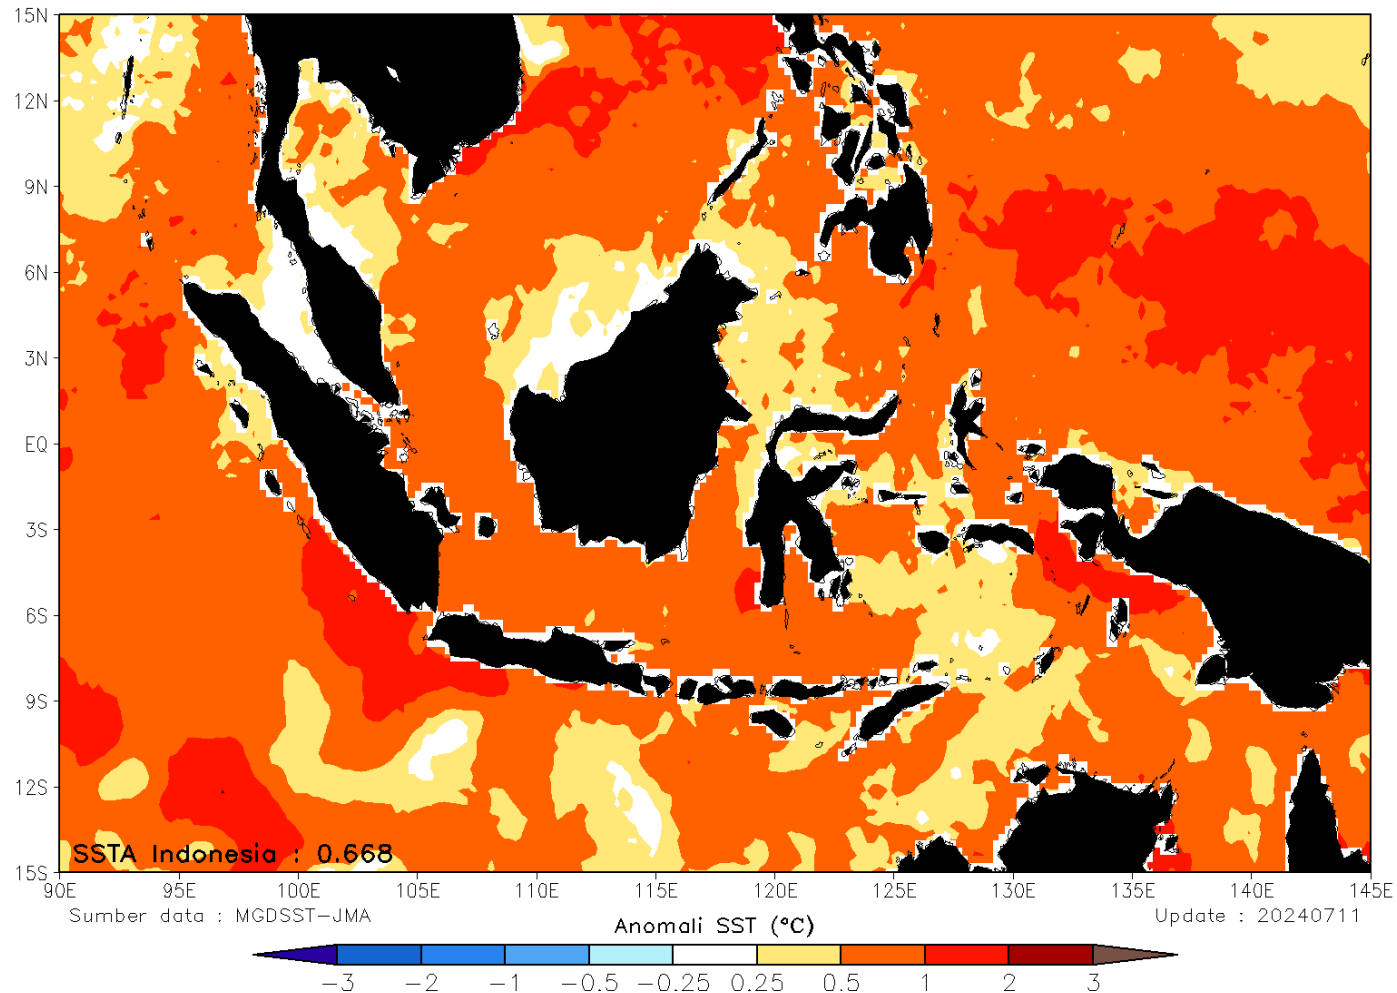 15N
12N
9N
6N
3N
EQ
3S
6S
9S
12S
15S
SSTA Indonesia : 0.668
90E 95E 100E 105E 110E 115E 120E 125E 130E 135E 140E 145E
Sumber data : MGDSST-JMA
Update : 20240711
Anomali SST (°C)
-3 -2 -1 -0.5 -0.25 0.25 0.5 1 2 3